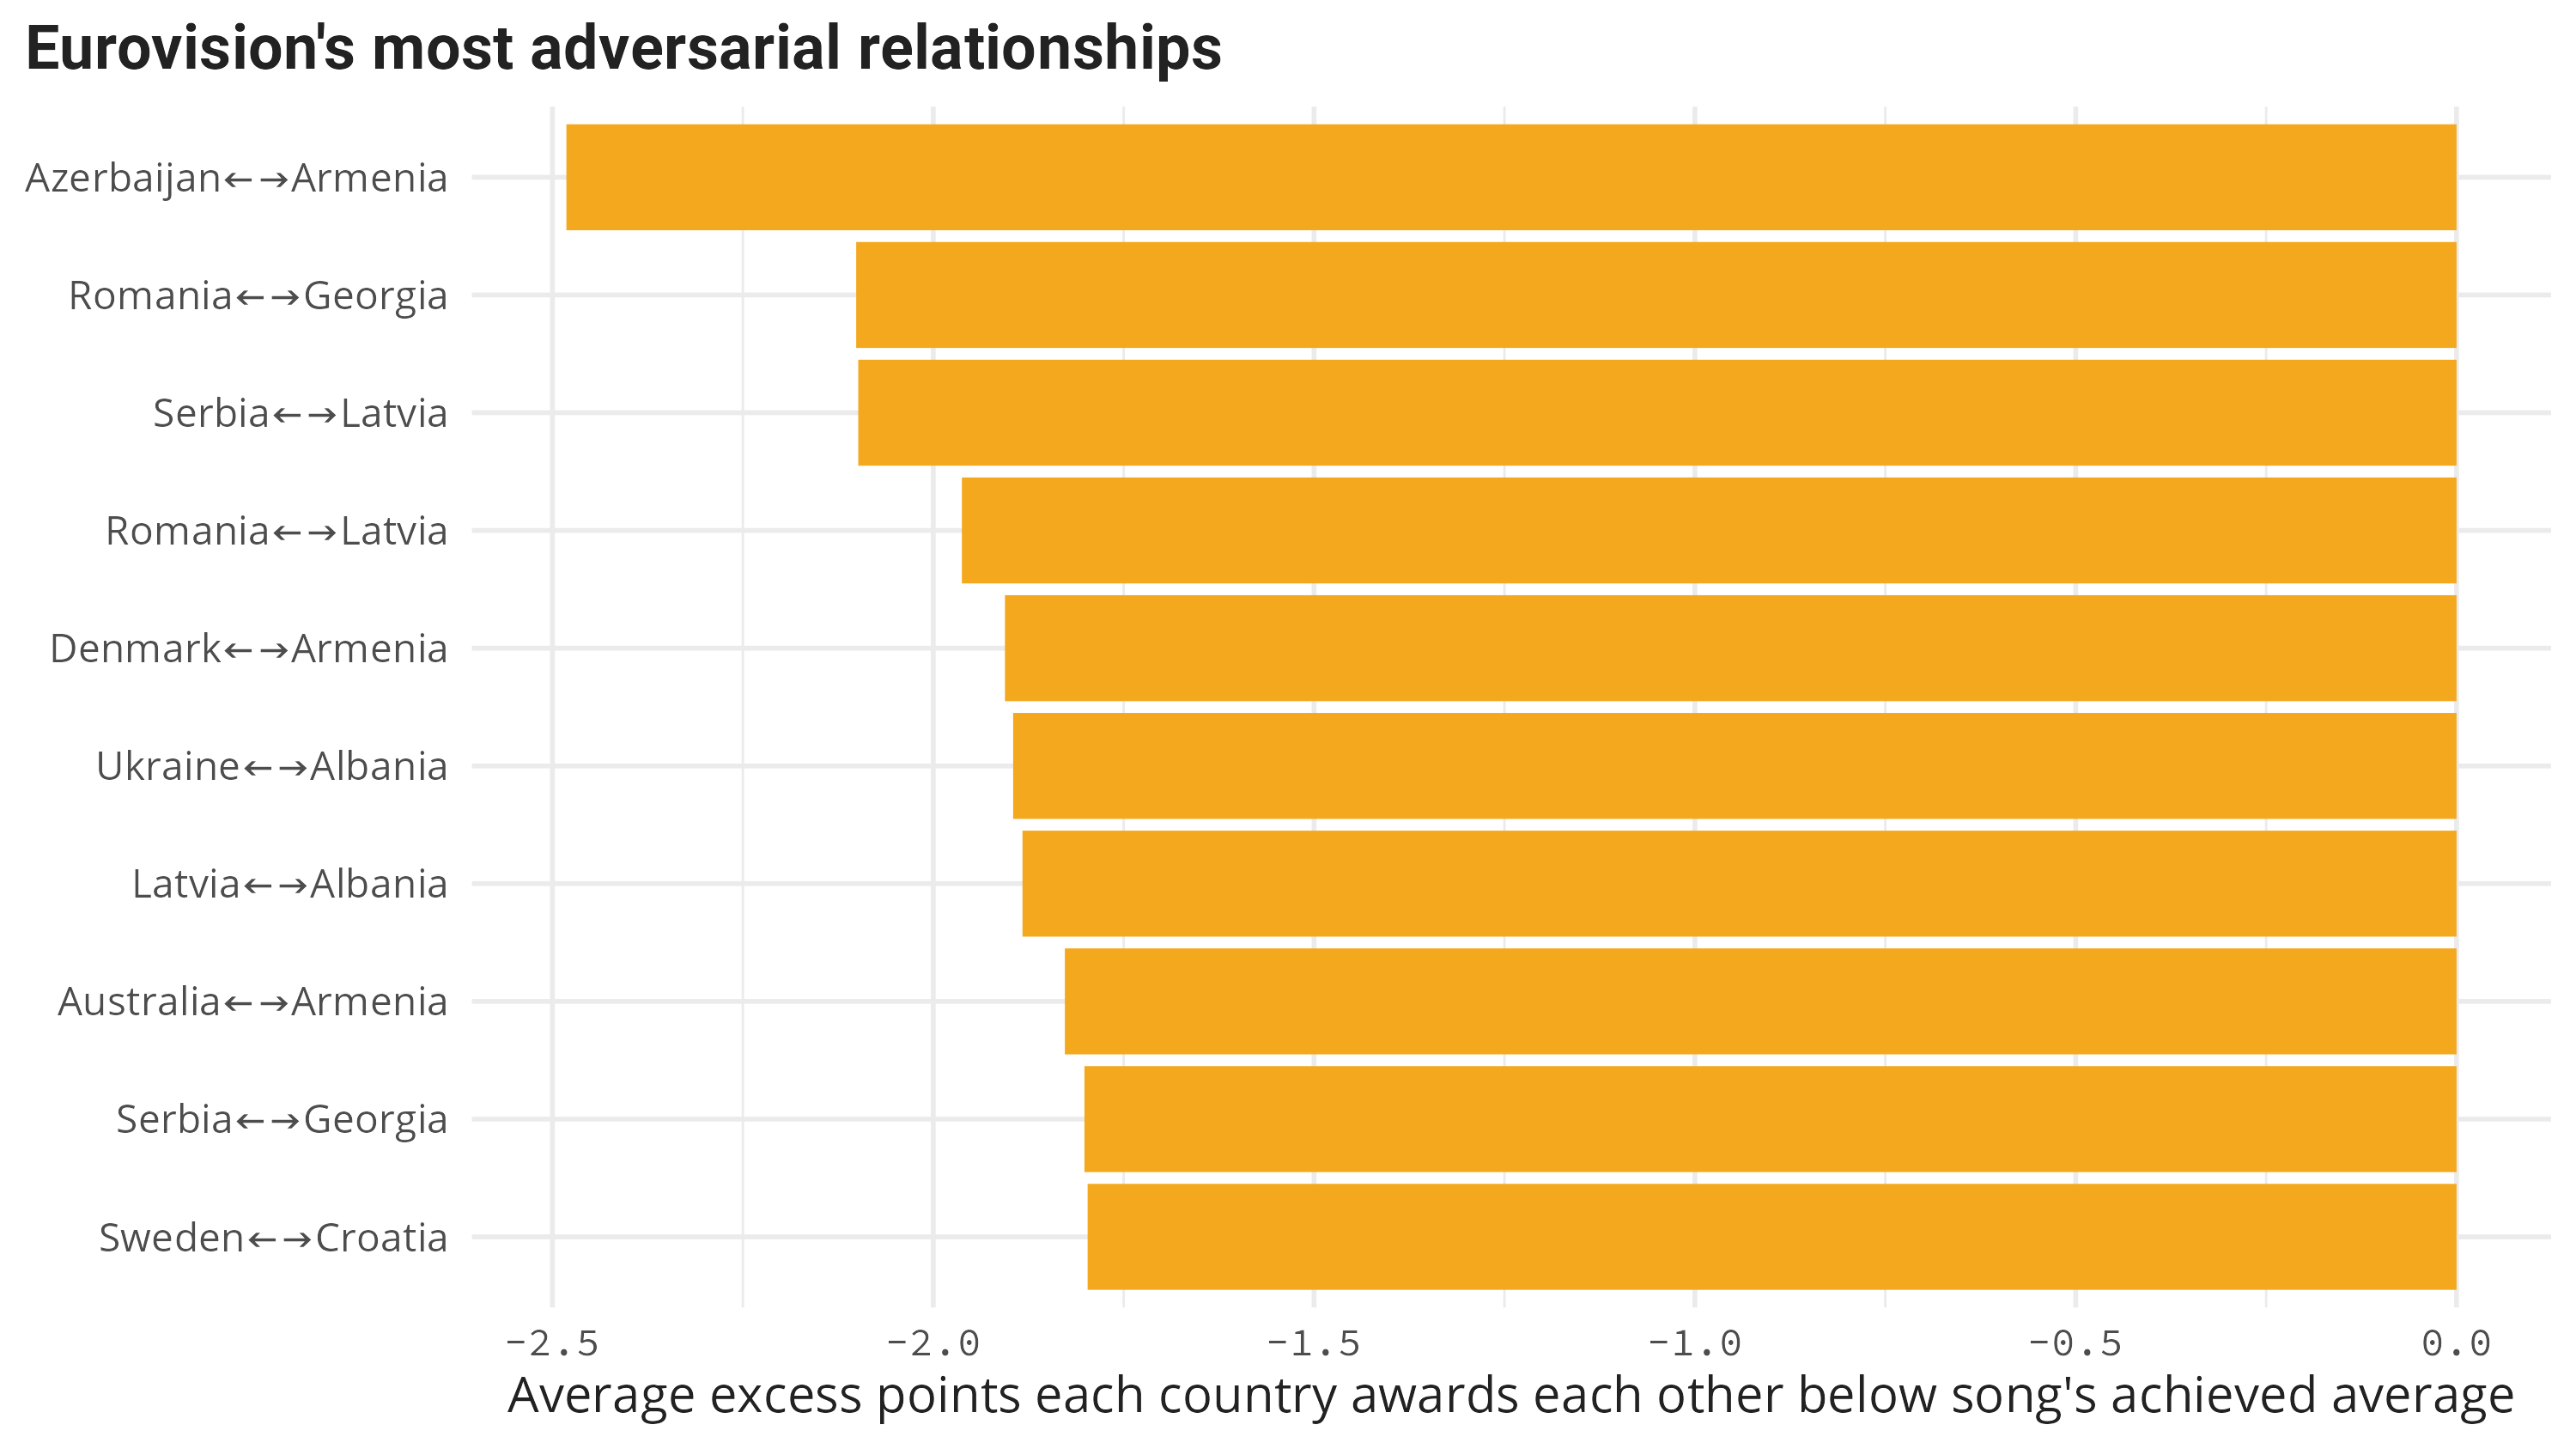 Eurovision's most adversarial relationships
Azerbaijan←→Armenia
Romania←→Georgia
Serbia←→Latvia
Romania←→Latvia
Denmark←→Armenia
Ukraine←→Albania
Latvia←→Albania
Australia←→Armenia
Serbia←→Georgia
Sweden←→Croatia
−2.5 −2.0 −1.5 −1.0 −0.5 0.0
Average excess points each country awards each other below song's achieved average